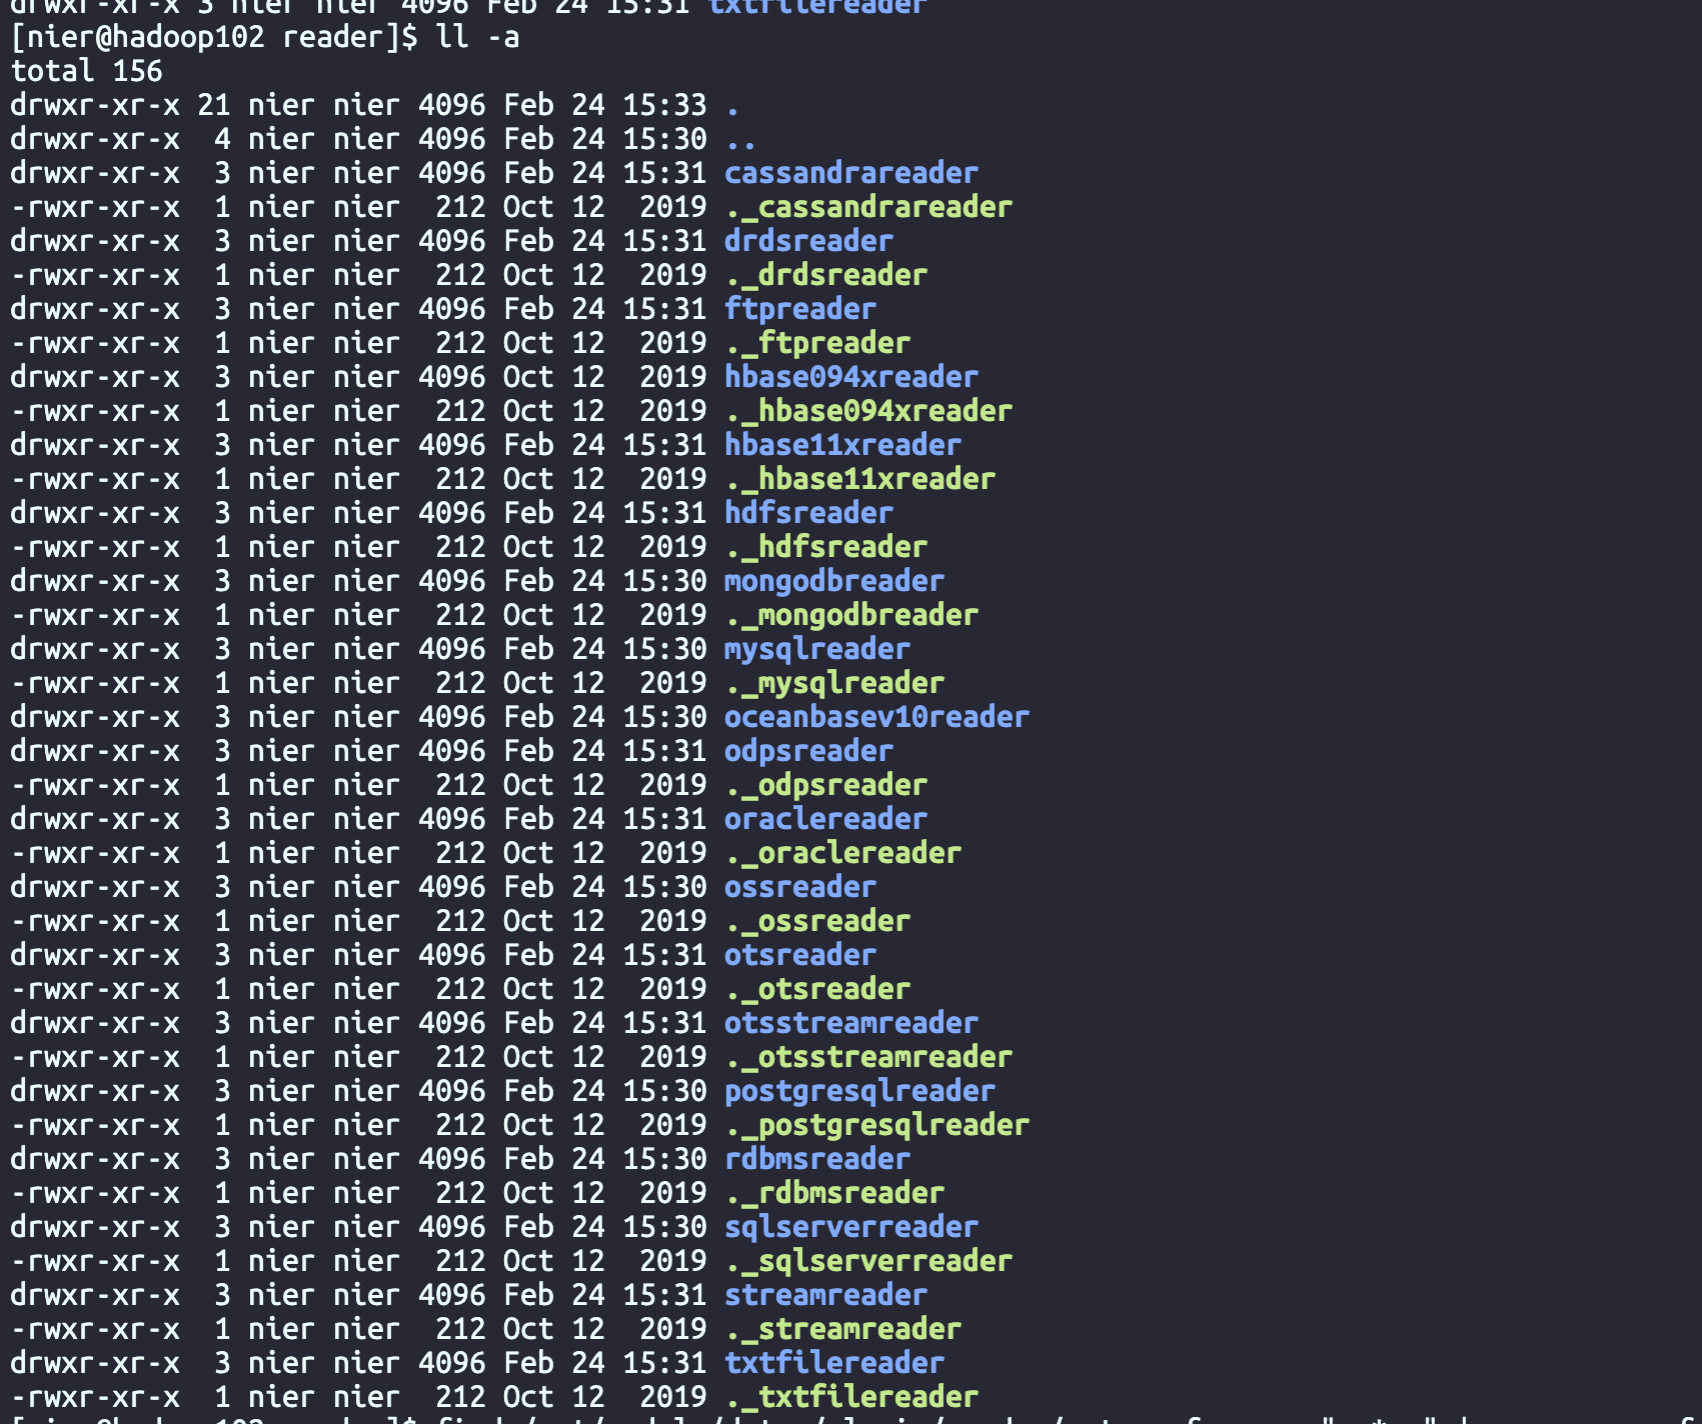 drwxr-xr-x 3 nier nier 4096 Feb 24 15:31 txtfilereader
[nier@hadoop102 reader]$ ll -a
total 156
drwxr-xr-x 21 nier nier 4096 Feb 24 15:33 .
drwxr-xr-x  4 nier nier 4096 Feb 24 15:30 ..
drwxr-xr-x  3 nier nier 4096 Feb 24 15:31 cassandrareader
-rwxr-xr-x  1 nier nier  212 Oct 12  2019 ._cassandrareader
drwxr-xr-x  3 nier nier 4096 Feb 24 15:31 drdsreader
-rwxr-xr-x  1 nier nier  212 Oct 12  2019 ._drdsreader
drwxr-xr-x  3 nier nier 4096 Feb 24 15:31 ftpreader
-rwxr-xr-x  1 nier nier  212 Oct 12  2019 ._ftpreader
drwxr-xr-x  3 nier nier 4096 Oct 12  2019 hbase094xreader
-rwxr-xr-x  1 nier nier  212 Oct 12  2019 ._hbase094xreader
drwxr-xr-x  3 nier nier 4096 Feb 24 15:31 hbase11xreader
-rwxr-xr-x  1 nier nier  212 Oct 12  2019 ._hbase11xreader
drwxr-xr-x  3 nier nier 4096 Feb 24 15:31 hdfsreader
-rwxr-xr-x  1 nier nier  212 Oct 12  2019 ._hdfsreader
drwxr-xr-x  3 nier nier 4096 Feb 24 15:30 mongodbreader
-rwxr-xr-x  1 nier nier  212 Oct 12  2019 ._mongodbreader
drwxr-xr-x  3 nier nier 4096 Feb 24 15:30 mysqlreader
-rwxr-xr-x  1 nier nier  212 Oct 12  2019 ._mysqlreader
drwxr-xr-x  3 nier nier 4096 Feb 24 15:30 oceanbasev10reader
drwxr-xr-x  3 nier nier 4096 Feb 24 15:31 odpsreader
-rwxr-xr-x  1 nier nier  212 Oct 12  2019 ._odpsreader
drwxr-xr-x  3 nier nier 4096 Feb 24 15:31 oraclereader
-rwxr-xr-x  1 nier nier  212 Oct 12  2019 ._oraclereader
drwxr-xr-x  3 nier nier 4096 Feb 24 15:30 ossreader
-rwxr-xr-x  1 nier nier  212 Oct 12  2019 ._ossreader
drwxr-xr-x  3 nier nier 4096 Feb 24 15:31 otsreader
-rwxr-xr-x  1 nier nier  212 Oct 12  2019 ._otsreader
drwxr-xr-x  3 nier nier 4096 Feb 24 15:31 otsstreamreader
-rwxr-xr-x  1 nier nier  212 Oct 12  2019 ._otsstreamreader
drwxr-xr-x  3 nier nier 4096 Feb 24 15:30 postgresqlreader
-rwxr-xr-x  1 nier nier  212 Oct 12  2019 ._postgresqlreader
drwxr-xr-x  3 nier nier 4096 Feb 24 15:30 rdbmsreader
-rwxr-xr-x  1 nier nier  212 Oct 12  2019 ._rdbmsreader
drwxr-xr-x  3 nier nier 4096 Feb 24 15:30 sqlserverreader
-rwxr-xr-x  1 nier nier  212 Oct 12  2019 ._sqlserverreader
drwxr-xr-x  3 nier nier 4096 Feb 24 15:31 streamreader
-rwxr-xr-x  1 nier nier  212 Oct 12  2019 ._streamreader
drwxr-xr-x  3 nier nier 4096 Feb 24 15:31 txtfilereader
-rwxr-xr-x  1 nier nier  212 Oct 12  2019 ._txtfilereader